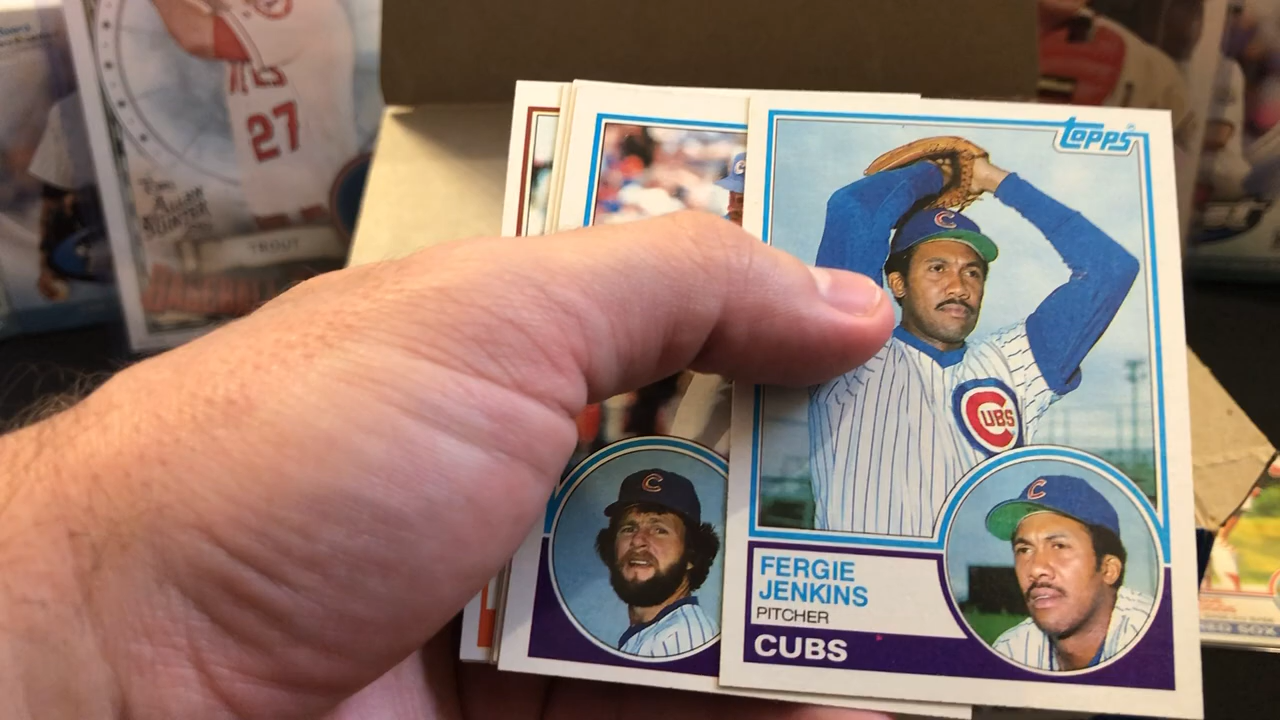 27
TROUT
topps
C
CUBS
C
C
FERGIE
JENKINS
PITCHER
CUBS